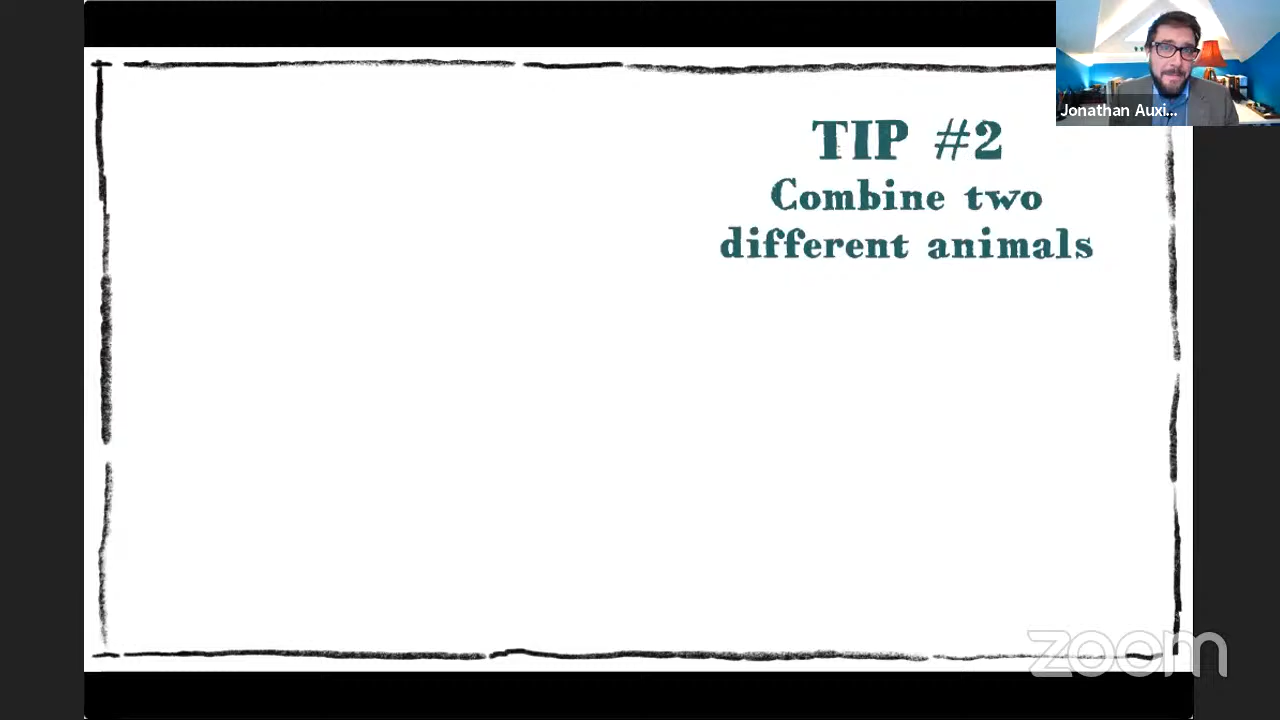 Jonathan Auxi...
TIP #2
Combine two
different animals
zoom